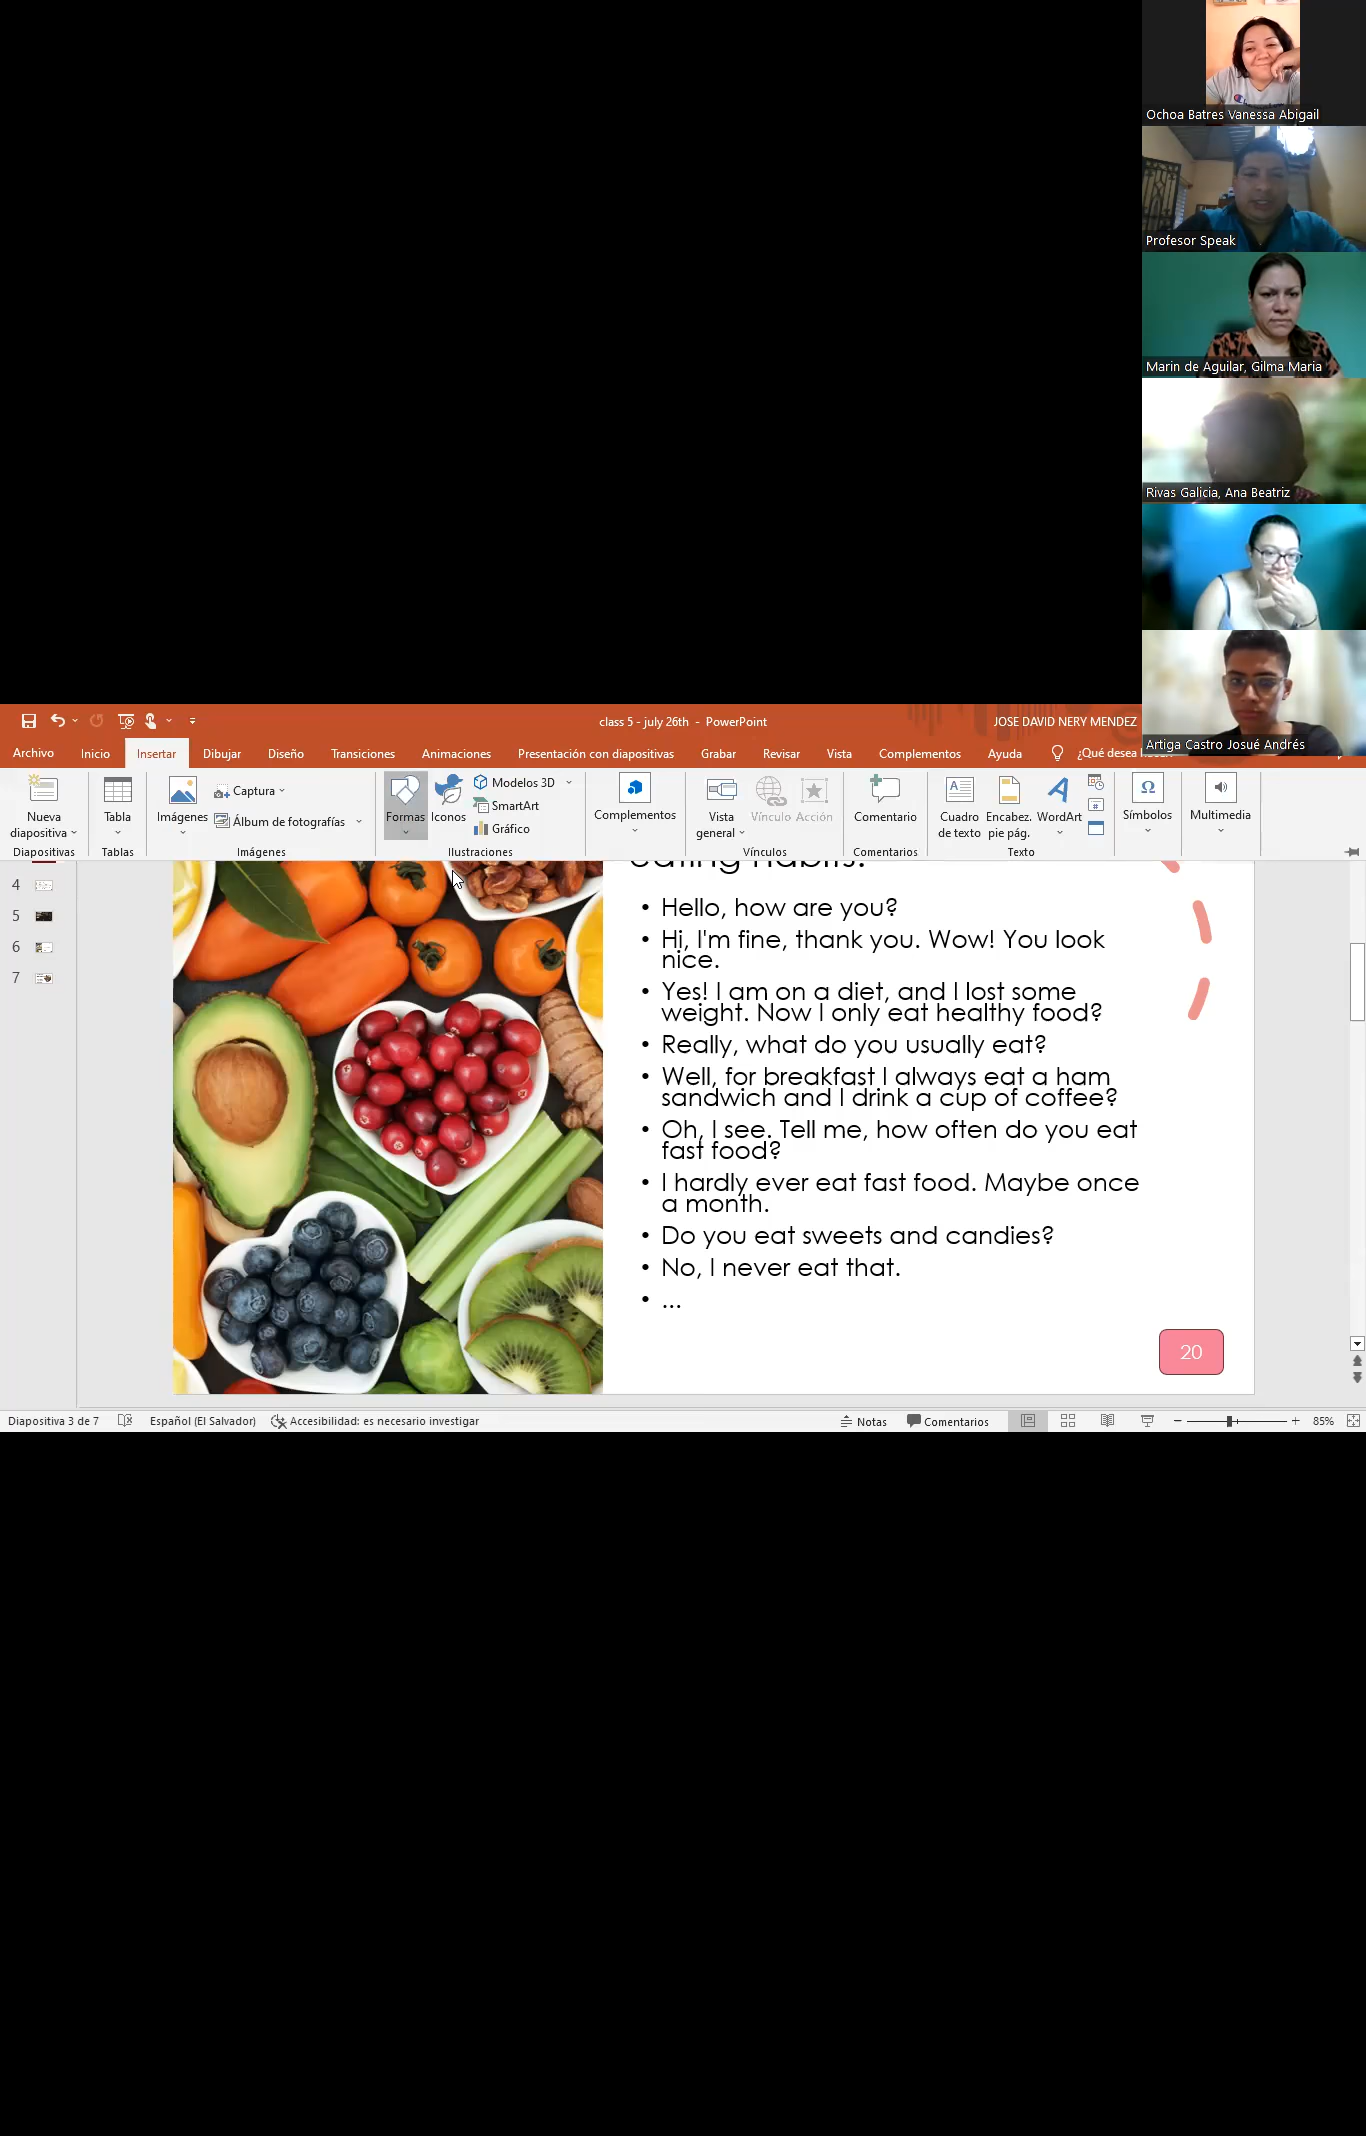 Ochoa Batres Vanessa Abigail
Profesor Speak
Marin de Aguilar, Gilma Maria
Rivas Galicia, Ana Beatriz
Artiga Castro Josué Andrés
class 5 - july 26th - PowerPoint
JOSE DAVID NERY MENDEZ
Archivo Inicio Insertar Dibujar Diseño Transiciones Animaciones Presentación con diapositivas Grabar Revisar Vista Complementos Ayuda ¿Qué desea
Nueva diapositiva
Tabla
Imágenes
Captura
Álbum de fotografías
Formas
Iconos
Modelos 3D
SmartArt
Gráfico
Complementos
Vista general
Vínculo
Acción
Comentario
Cuadro de texto
Encabez. pie pág.
WordArt
Símbolos
Multimedia
Diapositivas Tablas Imágenes Ilustraciones Vínculos Comentarios Texto
4
5
6
7
eating habits.
• Hello, how are you?
• Hi, I'm fine, thank you. Wow! You look
nice.
• Yes! I am on a diet, and I lost some
weight. Now I only eat healthy food?
• Really, what do you usually eat?
• Well, for breakfast I always eat a ham
sandwich and I drink a cup of coffee?
• Oh, I see. Tell me, how often do you eat
fast food?
• I hardly ever eat fast food. Maybe once
a month.
• Do you eat sweets and candies?
• No, I never eat that.
• ...
20
Diapositiva 3 de 7 Español (El Salvador) Accesibilidad: es necesario investigar Notas Comentarios 85%